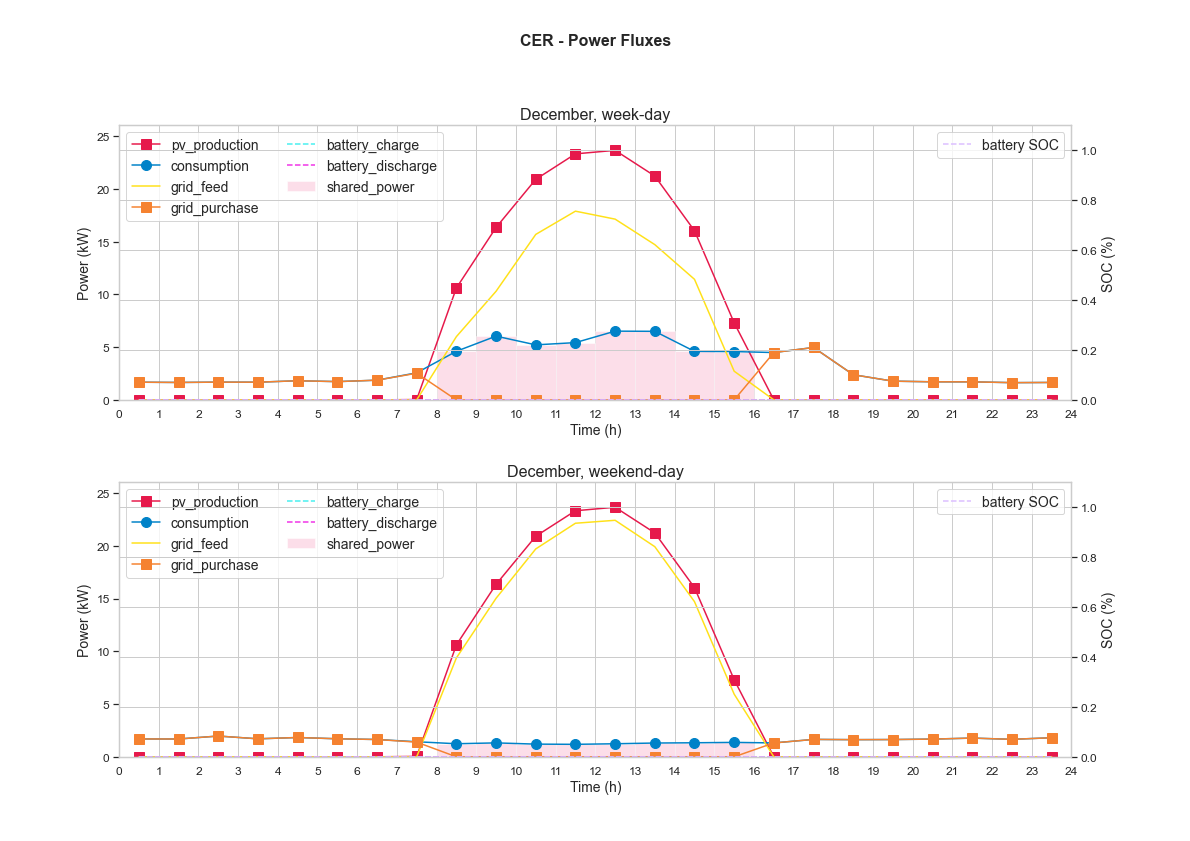 CER - Power Fluxes
December, week-day
pv_production
consumption
grid_feed
grid_purchase
battery_charge
battery_discharge
shared_power
battery SOC
Power (kW)
25
20
15
10
5
0
SOC (%)
1.0
0.8
0.6
0.4
0.2
0.0
0 1 2 3 4 5 6 7 8 9 10 11 12 13 14 15 16 17 18 19 20 21 22 23 24
Time (h)
December, weekend-day
pv_production
consumption
grid_feed
grid_purchase
battery_charge
battery_discharge
shared_power
battery SOC
Power (kW)
25
20
15
10
5
0
SOC (%)
1.0
0.8
0.6
0.4
0.2
0.0
0 1 2 3 4 5 6 7 8 9 10 11 12 13 14 15 16 17 18 19 20 21 22 23 24
Time (h)